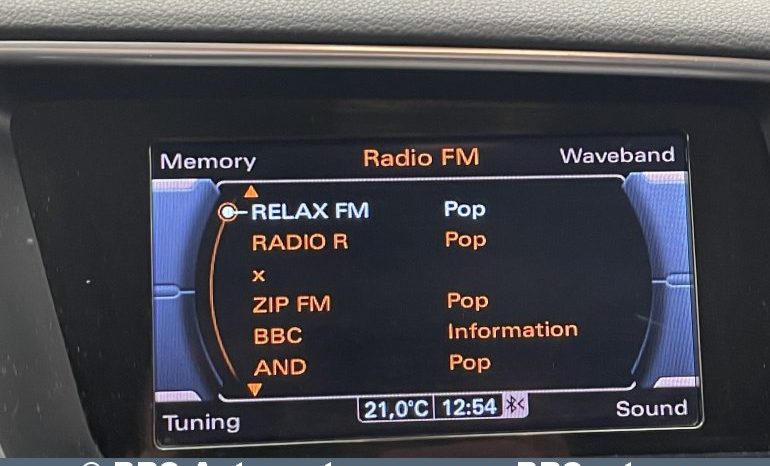 Memory Radio FM Waveband
RELAX FM Pop
RADIO R Pop
x
ZIP FM Pop
BBC Information
AND Pop
21,0°C 12:54
Tuning Sound